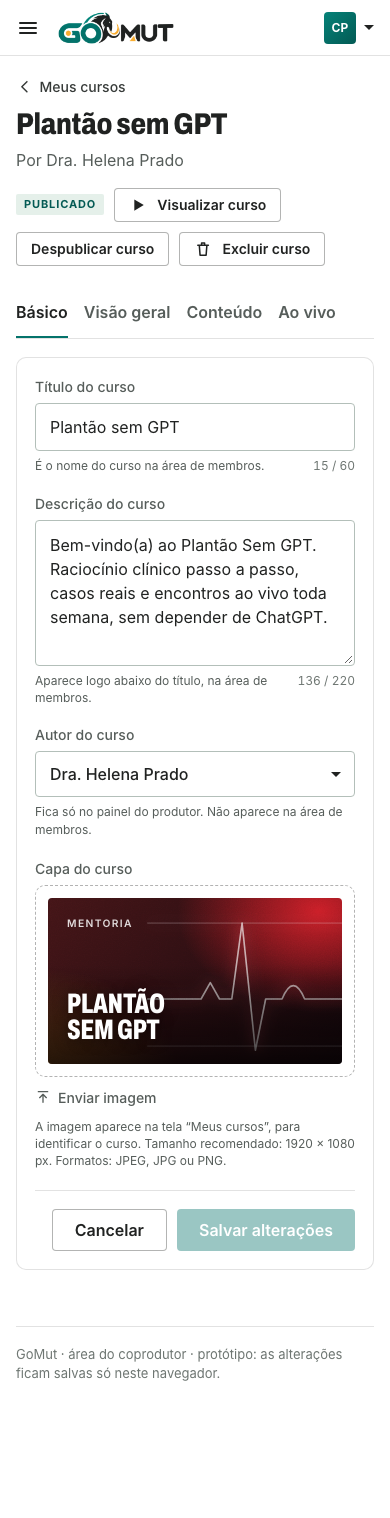 GOMUT
CP
Meus cursos
Plantão sem GPT
Por Dra. Helena Prado
PUBLICADO
Visualizar curso
Despublicar curso
Excluir curso
Básico
Visão geral
Conteúdo
Ao vivo
Título do curso
Plantão sem GPT
É o nome do curso na área de membros.
15 / 60
Descrição do curso
Bem-vindo(a) ao Plantão Sem GPT.
Raciocínio clínico passo a passo,
casos reais e encontros ao vivo toda
semana, sem depender de ChatGPT.
Aparece logo abaixo do título, na área de
membros.
136 / 220
Autor do curso
Dra. Helena Prado
Fica só no painel do produtor. Não aparece na área de
membros.
Capa do curso
MENTORIA
PLANTÃO
SEM GPT
Enviar imagem
A imagem aparece na tela “Meus cursos”, para
identificar o curso. Tamanho recomendado: 1920 × 1080
px. Formatos: JPEG, JPG ou PNG.
Cancelar
Salvar alterações
GoMut · área do coprodutor · protótipo: as alterações
ficam salvas só neste navegador.